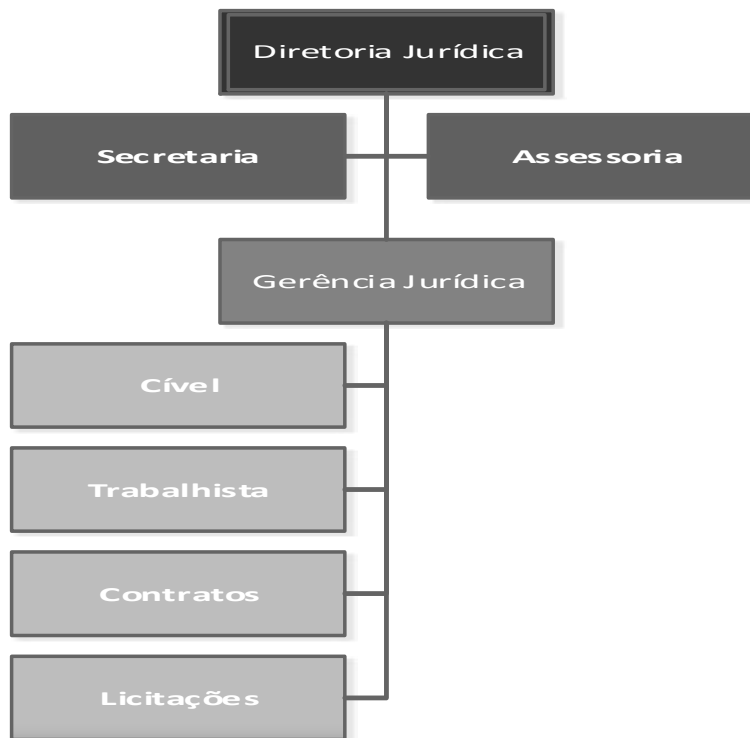 Diretoria Jurídica
Secretaria
Assessoria
Gerência Jurídica
Cível
Trabalhista
Contratos
Licitações